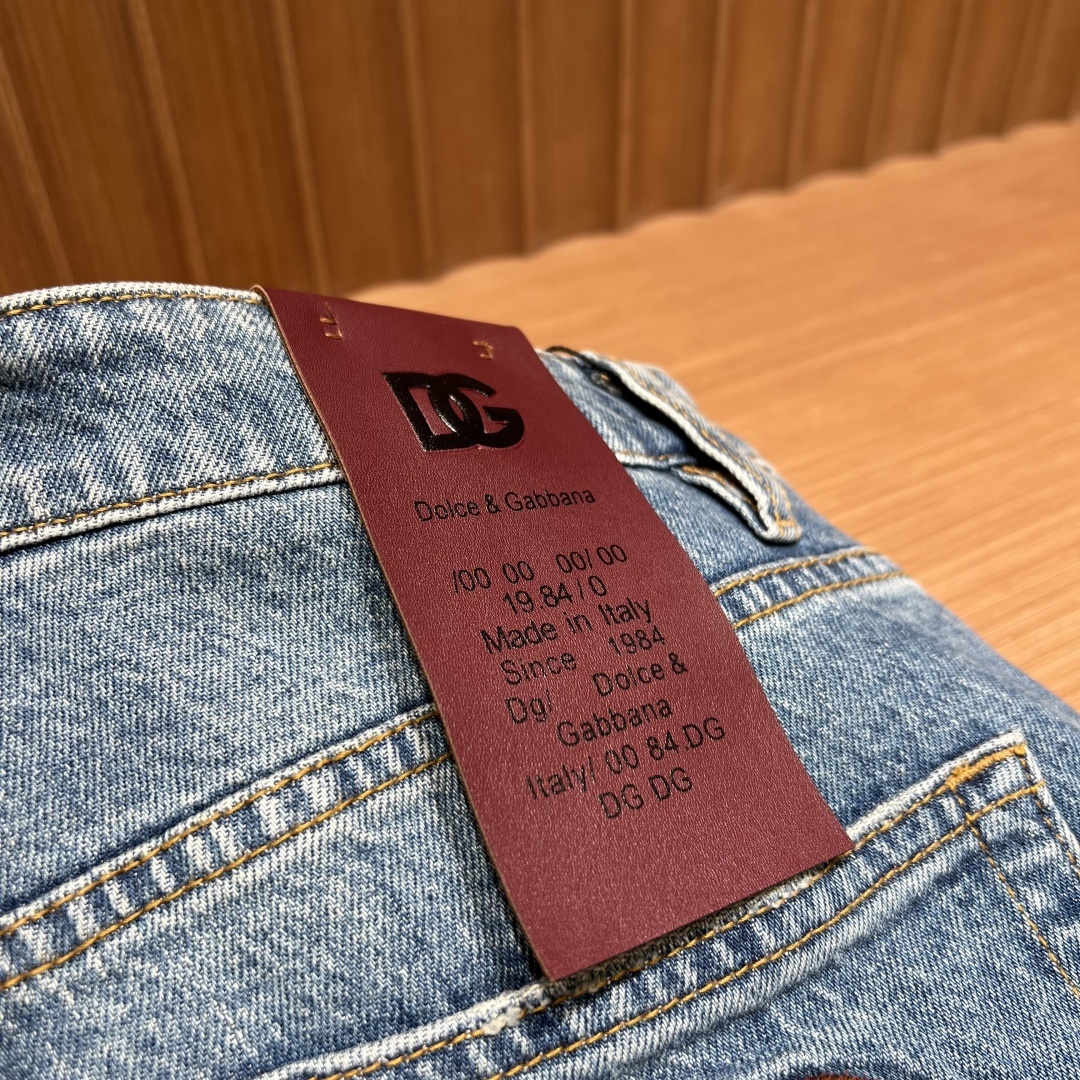 DG
Dolce & Gabbana
/00 00 00/00
19.84/0
Made in Italy
Since 1984
Dg/ Dolce &
Gabbana
Italy/ 00 84.DG
DG DG